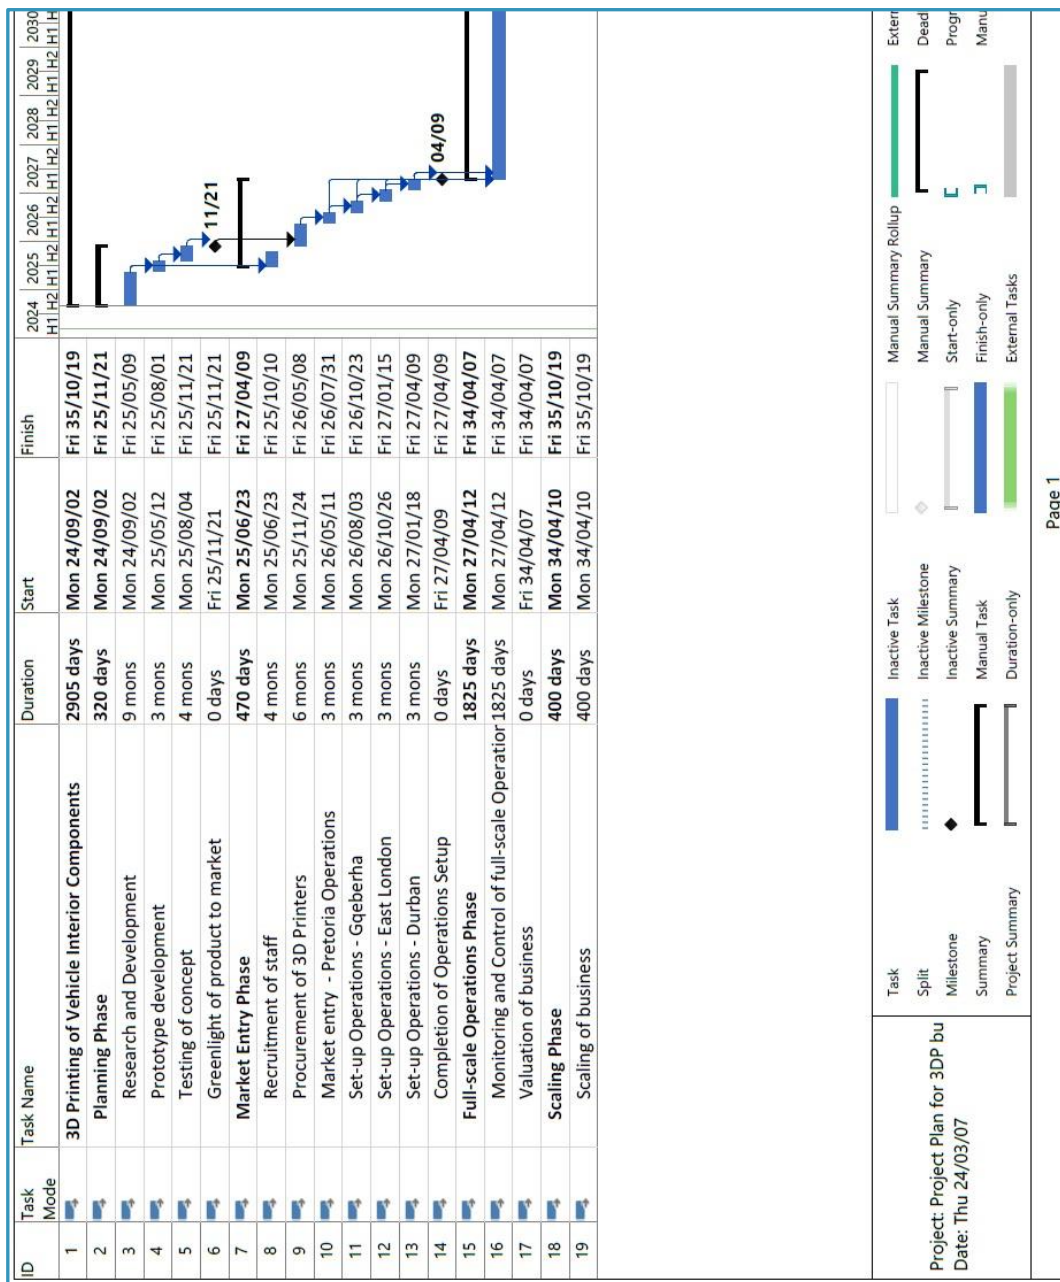 ID Task Mode Task Name Duration Start Finish 2024 2025 2026 2027 2028 2029 2030
H1 H2 H1 H2 H1 H2 H1 H2 H1 H2 H1 H2 H1 H
1 3D Printing of Vehicle Interior Components 2905 days Mon 24/09/02 Fri 35/10/19
2 Planning Phase 320 days Mon 24/09/02 Fri 25/11/21
3 Research and Development 9 mons Mon 24/09/02 Fri 25/05/09
4 Prototype development 3 mons Mon 25/05/12 Fri 25/08/01
5 Testing of concept 4 mons Mon 25/08/04 Fri 25/11/21
6 Greenlight of product to market 0 days Fri 25/11/21 Fri 25/11/21 11/21
7 Market Entry Phase 470 days Mon 25/06/23 Fri 27/04/09
8 Recruitment of staff 4 mons Mon 25/06/23 Fri 25/10/10
9 Procurement of 3D Printers 6 mons Mon 25/11/24 Fri 26/05/08
10 Market entry - Pretoria Operations 3 mons Mon 26/05/11 Fri 26/07/31
11 Set-up Operations - Gqeberha 3 mons Mon 26/08/03 Fri 26/10/23
12 Set-up Operations - East London 3 mons Mon 26/10/26 Fri 27/01/15
13 Set-up Operations - Durban 3 mons Mon 27/01/18 Fri 27/04/09
14 Completion of Operations Setup 0 days Fri 27/04/09 Fri 27/04/09 04/09
15 Full-scale Operations Phase 1825 days Mon 27/04/12 Fri 34/04/07
16 Monitoring and Control of full-scale Operation 1825 days Mon 27/04/12 Fri 34/04/07
17 Valuation of business 0 days Fri 34/04/07 Fri 34/04/07
18 Scaling Phase 400 days Mon 34/04/10 Fri 35/10/19
19 Scaling of business 400 days Mon 34/04/10 Fri 35/10/19
Project: Project Plan for 3DP bu
Date: Thu 24/03/07
Task Inactive Task Manual Summary Rollup Extern
Split Inactive Milestone Manual Summary Dead
Milestone Inactive Summary Start-only Progr
Summary Manual Task Finish-only Manu
Project Summary Duration-only External Tasks
Page 1